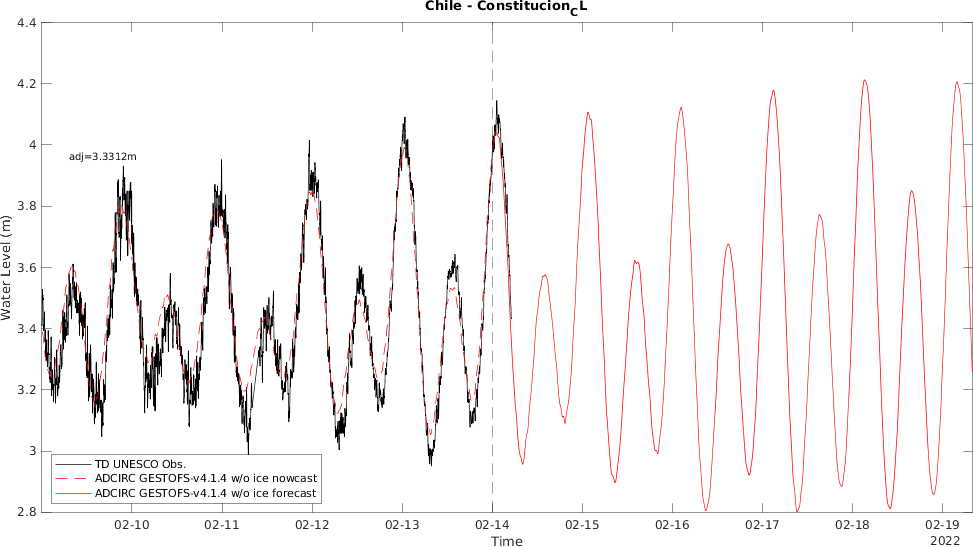 Chile - Constitucion_CL
4.4
4.2
4
3.8
3.6
3.4
3.2
3
2.8
Water Level (m)
adj=3.3312m
TD UNESCO Obs.
ADCIRC GESTOFS-v4.1.4 w/o ice nowcast
ADCIRC GESTOFS-v4.1.4 w/o ice forecast
02-10 02-11 02-12 02-13 02-14 02-15 02-16 02-17 02-18 02-19
Time
2022